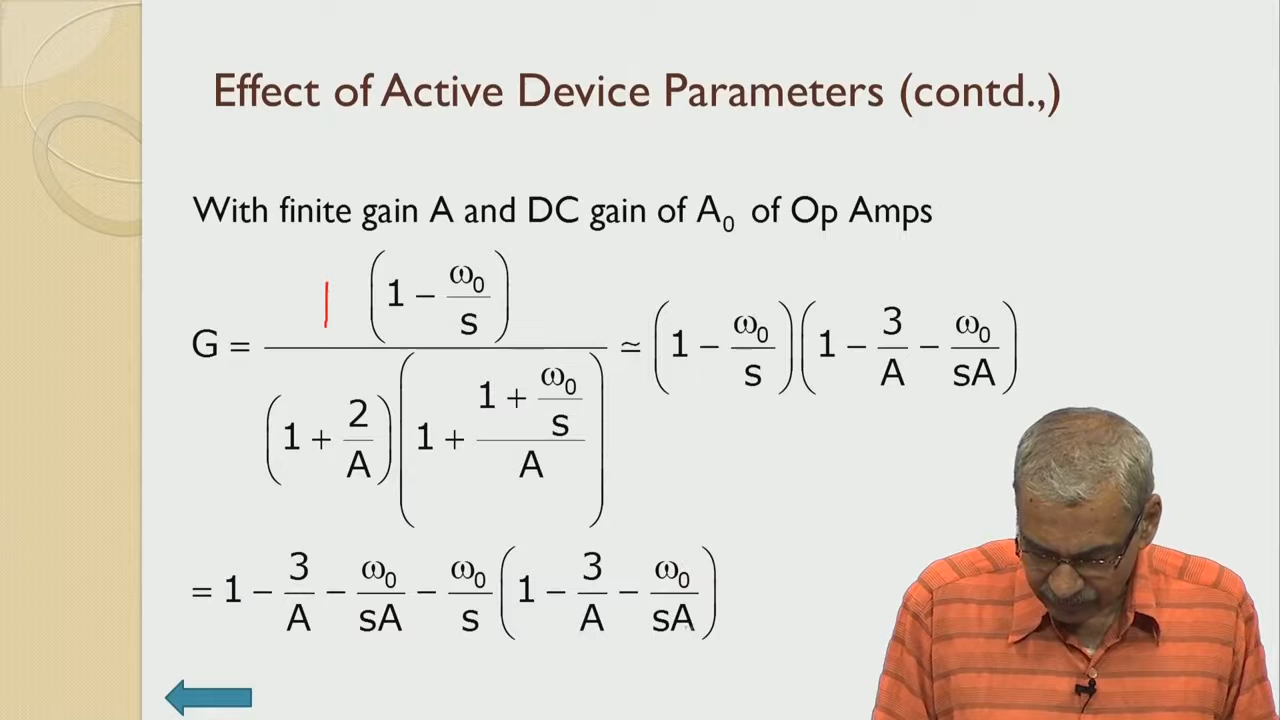 Effect of Active Device Parameters (contd.,)
With finite gain A and DC gain of A₀ of Op Amps
G = (1 − ω₀/s) / ((1 + 2/A)(1 + (1 + ω₀/s)/A)) ≃ (1 − ω₀/s)(1 − 3/A − ω₀/sA)
= 1 − 3/A − ω₀/sA − ω₀/s (1 − 3/A − ω₀/sA)